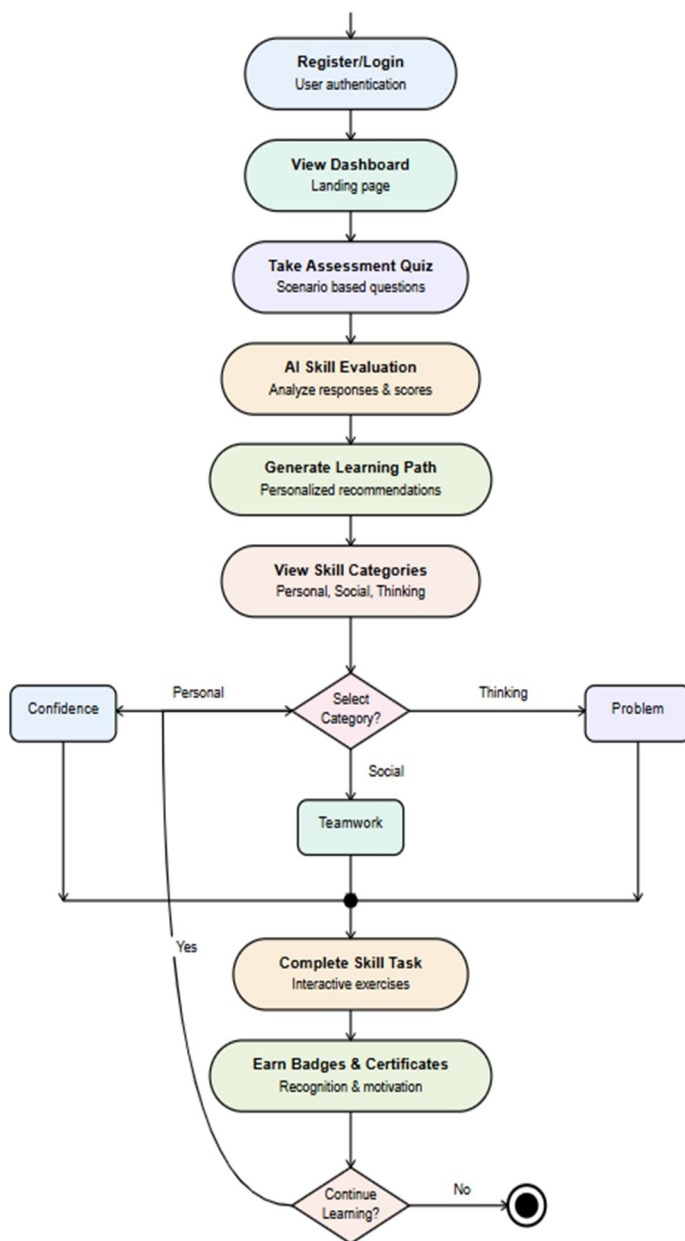 Register/Login
User authentication
View Dashboard
Landing page
Take Assessment Quiz
Scenario based questions
AI Skill Evaluation
Analyze responses & scores
Generate Learning Path
Personalized recommendations
View Skill Categories
Personal, Social, Thinking
Personal
Select
Category?
Thinking
Confidence
Problem
Social
Teamwork
Yes
Complete Skill Task
Interactive exercises
Earn Badges & Certificates
Recognition & motivation
Continue
Learning?
No